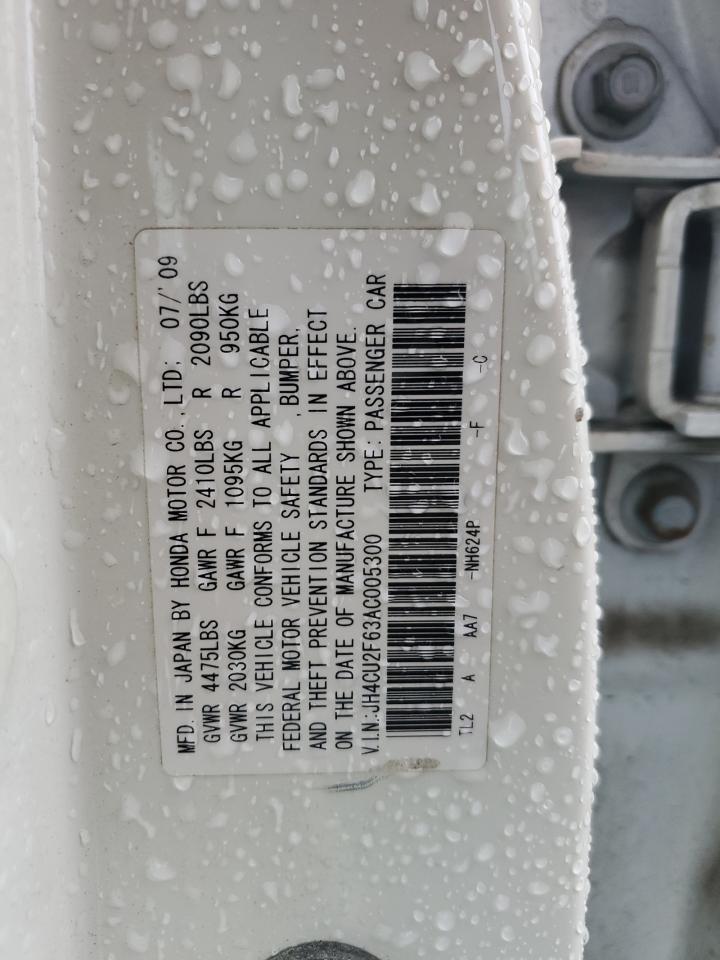 MFD. IN JAPAN BY HONDA MOTOR CO., LTD; 07/'09
GVWR 4475LBS GAWR F 2410LBS R 2090LBS
GVWR 2030KG GAWR F 1095KG R 950KG
THIS VEHICLE CONFORMS TO ALL APPLICABLE
FEDERAL MOTOR VEHICLE SAFETY ,BUMPER,
AND THEFT PREVENTION STANDARDS IN EFFECT
ON THE DATE OF MANUFACTURE SHOWN ABOVE.
V.I.N.:JH4CU2F63AC005300 TYPE: PASSENGER CAR
TL2 A AA7 -NH624P -F -C